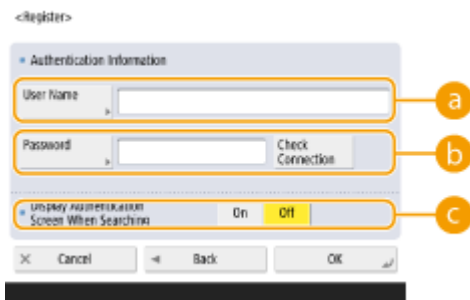 <Register>
Authentication Information
User Name
a
Password
Check
Connection
b
Display Authentication
Screen When Searching
On
Off
c
Cancel
Back
OK